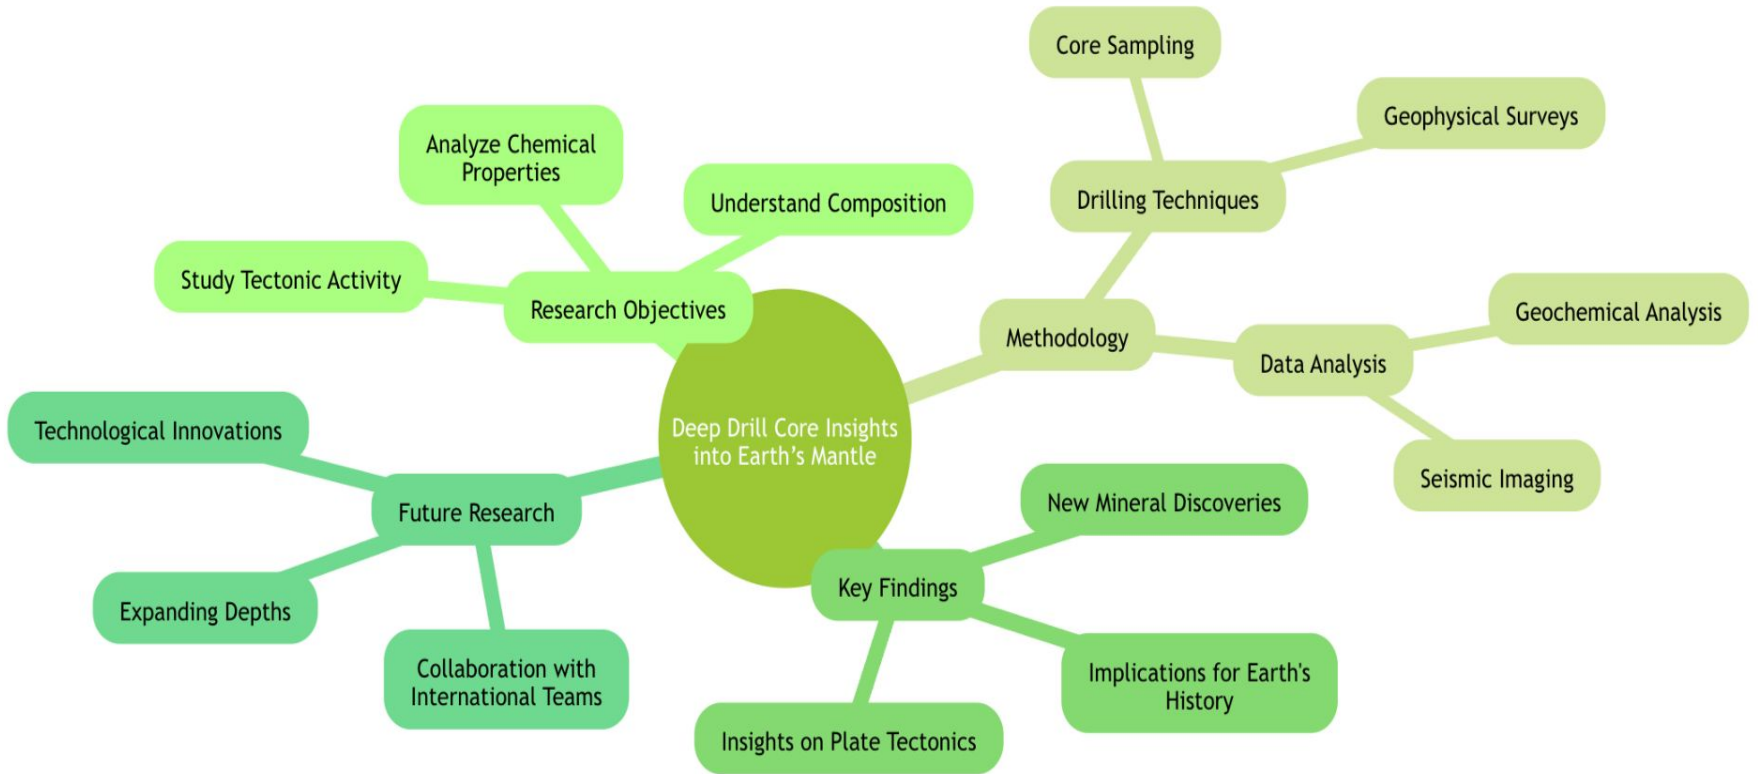 Deep Drill Core Insights
into Earth’s Mantle
Research Objectives
Understand Composition
Analyze Chemical
Properties
Study Tectonic Activity
Methodology
Drilling Techniques
Core Sampling
Geophysical Surveys
Data Analysis
Geochemical Analysis
Seismic Imaging
Key Findings
New Mineral Discoveries
Implications for Earth's
History
Insights on Plate Tectonics
Future Research
Technological Innovations
Expanding Depths
Collaboration with
International Teams